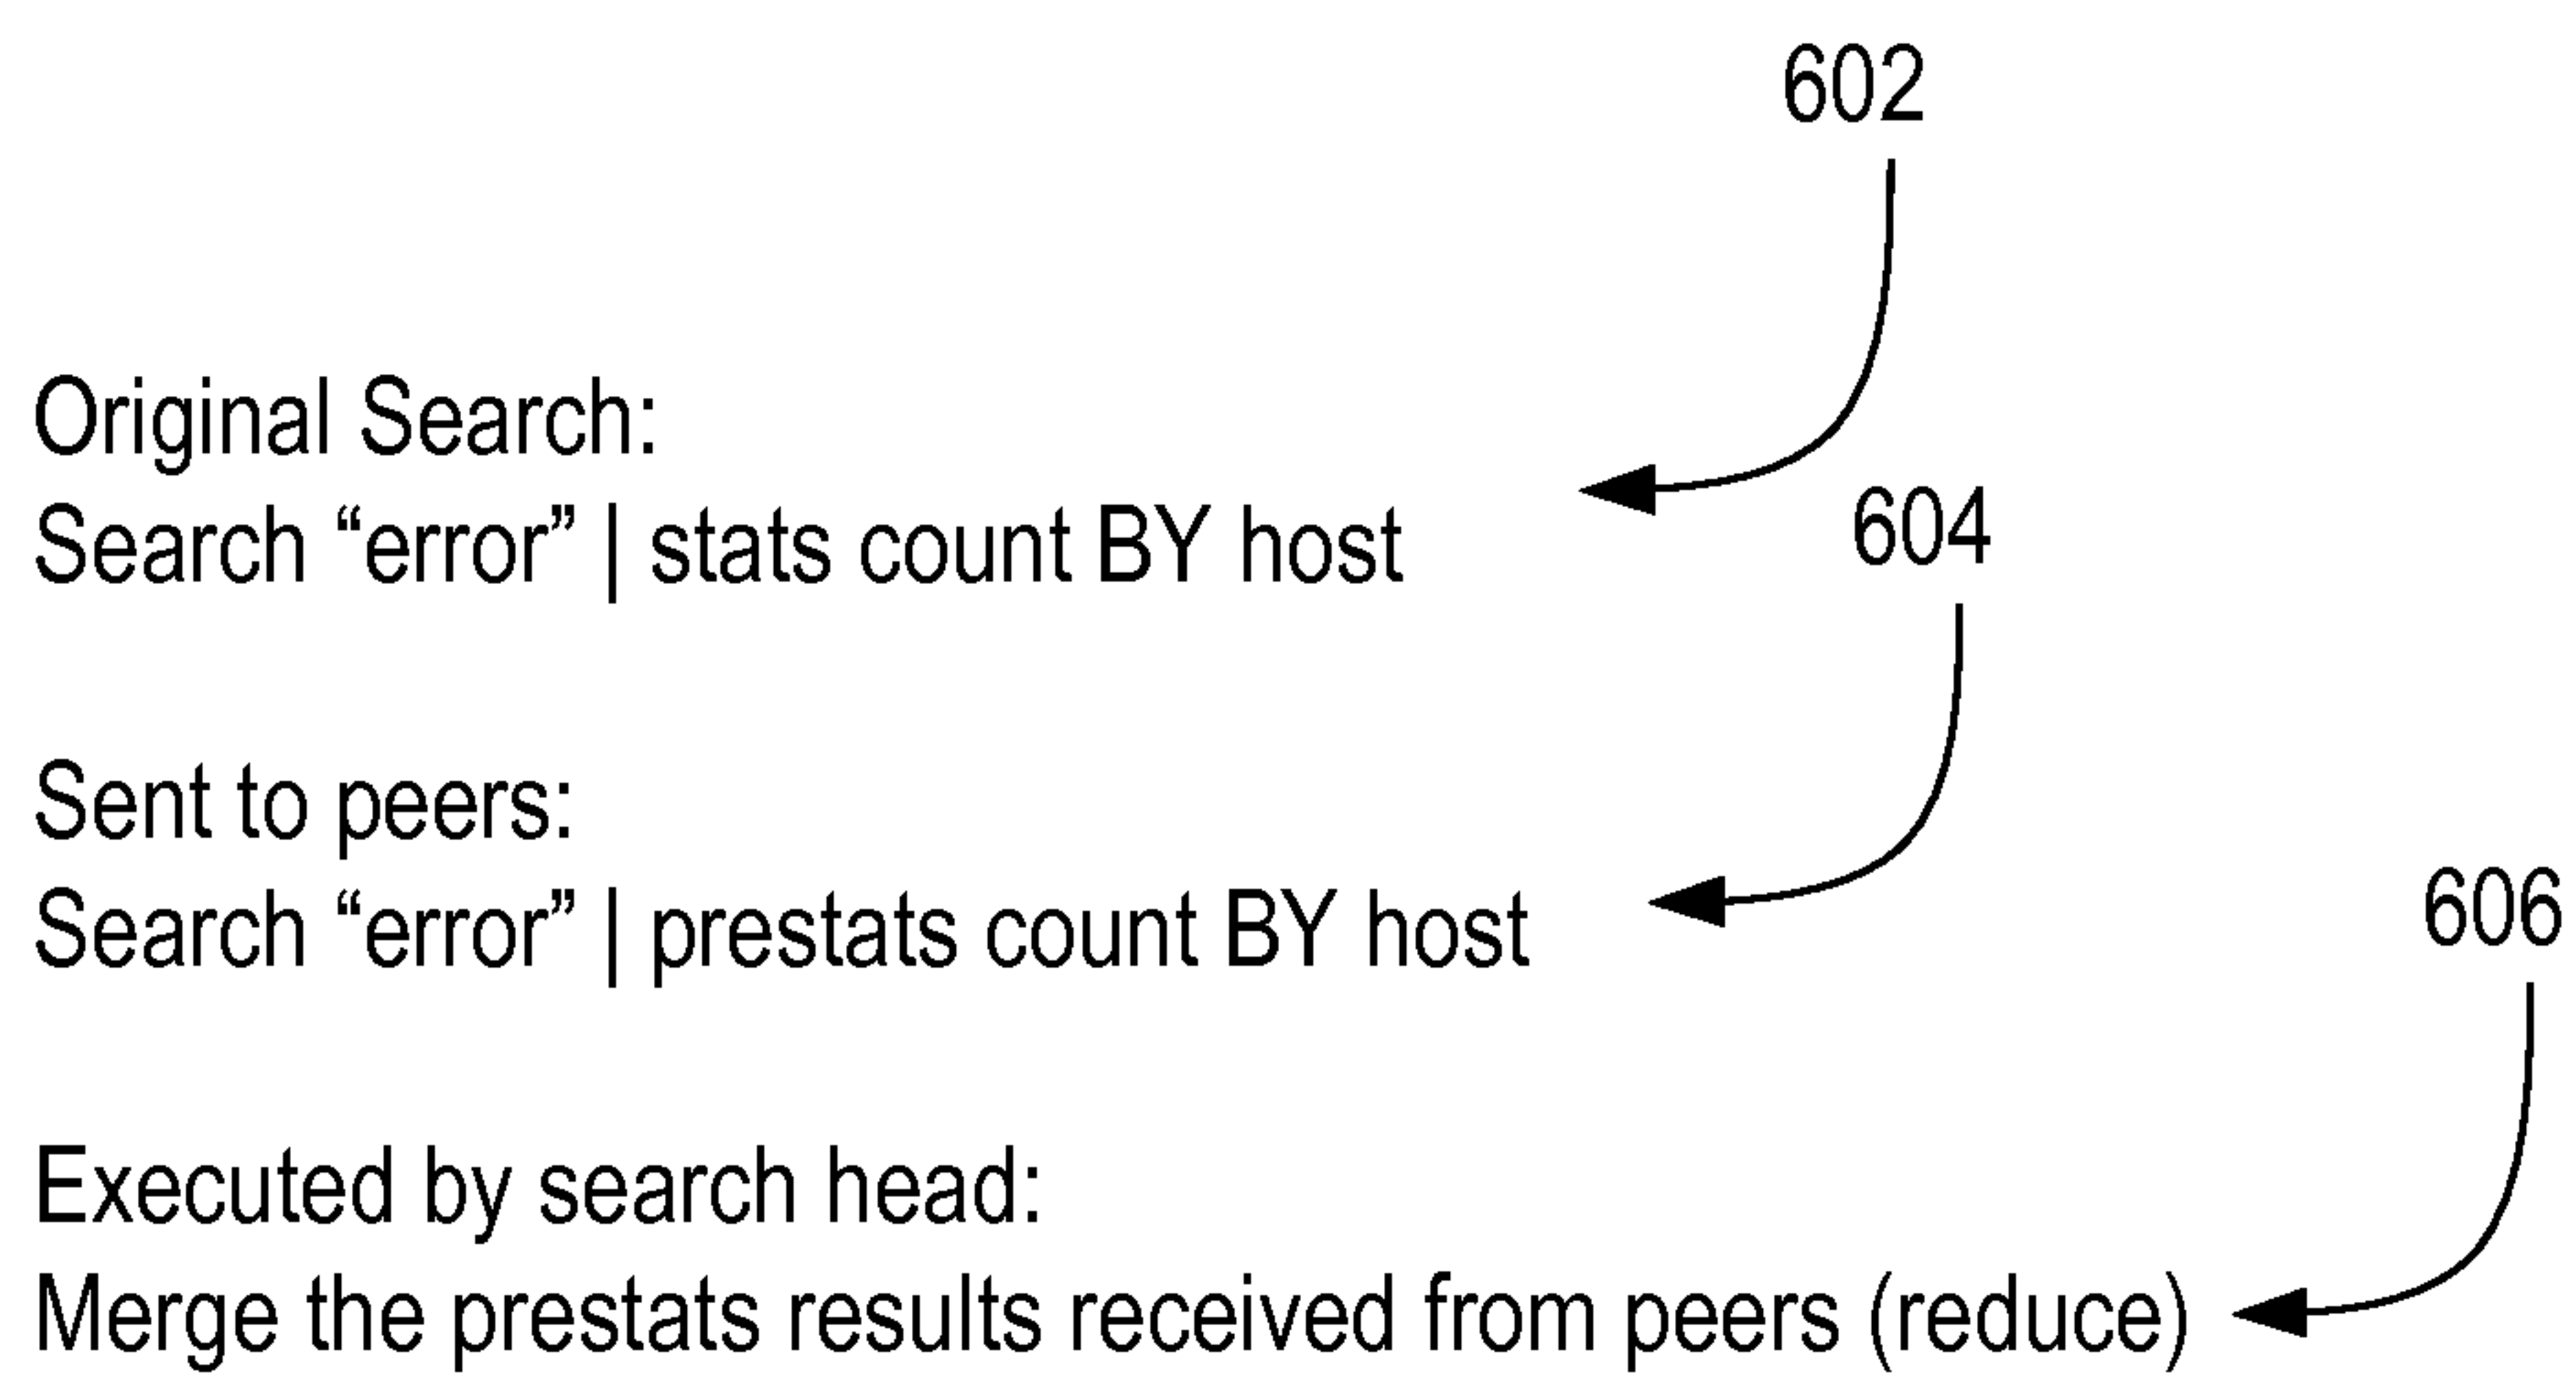 602
Original Search:
Search “error” | stats count BY host
604
Sent to peers:
Search “error” | prestats count BY host
606
Executed by search head:
Merge the prestats results received from peers (reduce)